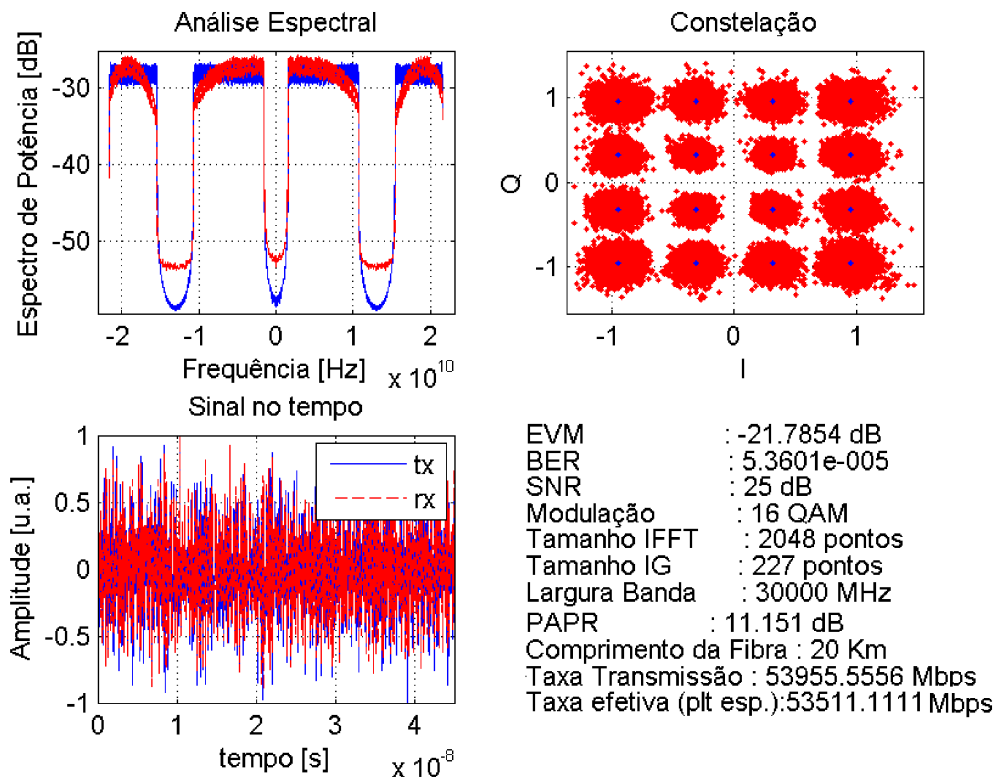 Análise Espectral
Espectro de Potência [dB]
-30
-40
-50
-2
-1
0
1
2
Frequência [Hz]
x 10^10
Constelação
Q
1
0
-1
-1
0
1
I
Sinal no tempo
Amplitude [u.a.]
1
0.5
0
-0.5
-1
tx
rx
0
1
2
3
4
tempo [s]
x 10^-8
EVM : -21.7854 dB
BER : 5.3601e-005
SNR : 25 dB
Modulação : 16 QAM
Tamanho IFFT : 2048 pontos
Tamanho IG : 227 pontos
Largura Banda : 30000 MHz
PAPR : 11.151 dB
Comprimento da Fibra : 20 Km
Taxa Transmissão : 53955.5556 Mbps
Taxa efetiva (plt esp.):53511.1111 Mbps